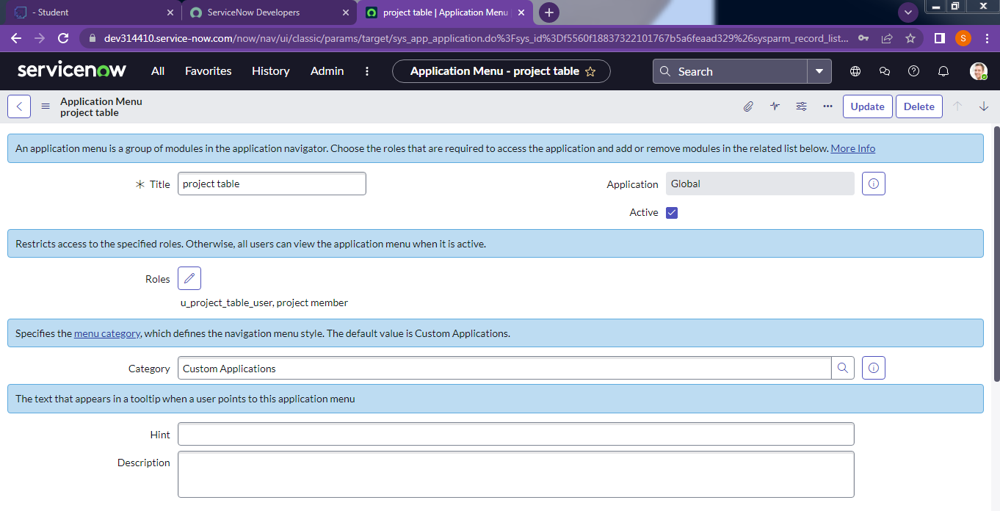 - Student
ServiceNow Developers
project table | Application Menu
dev314410.service-now.com/now/nav/ui/classic/params/target/sys_app_application.do%3Fsys_id%3Df5560f18837322101767b5a6feaad329%26sysparm_record_list...
S
servicenow
All
Favorites
History
Admin
Application Menu - project table
Search
Application Menu
project table
Update
Delete
An application menu is a group of modules in the application navigator. Choose the roles that are required to access the application and add or remove modules in the related list below. More Info
Title
project table
Application
Global
Active
Restricts access to the specified roles. Otherwise, all users can view the application menu when it is active.
Roles
u_project_table_user, project member
Specifies the menu category, which defines the navigation menu style. The default value is Custom Applications.
Category
Custom Applications
The text that appears in a tooltip when a user points to this application menu
Hint
Description